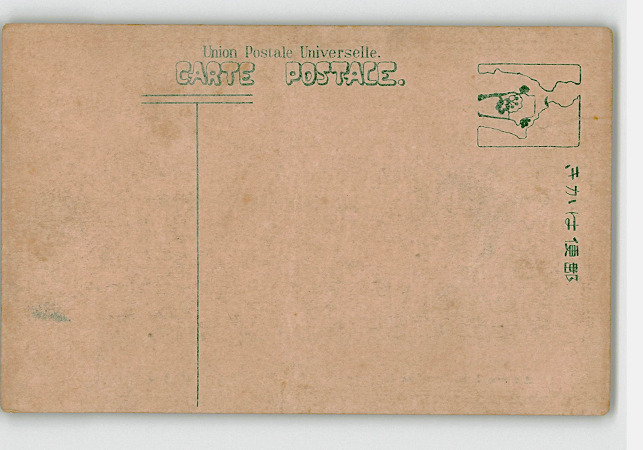 Union Postale Universelle.
CARTE POSTALE.
郵便はかき